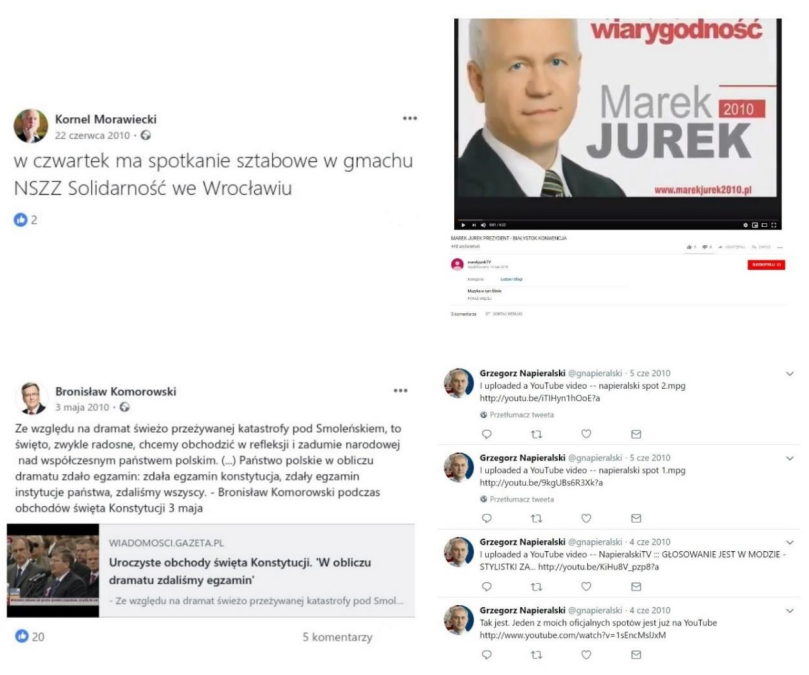 Kornel Morawiecki
22 czerwca 2010
w czwartek ma spotkanie sztabowe w gmachu
NSZZ Solidarność we Wrocławiu
2
wiarygodność
Marek 2010
JUREK
www.marekjurek2010.pl
MAREK JUREK PREZYDENT - BIAŁYSTOK KONWENCJA
marekjurekTV
Bronisław Komorowski
3 maja 2010
Ze względu na dramat świeżo przeżywanej katastrofy pod Smoleńskiem, to
święto, zwykle radosne, chcemy obchodzić w refleksji i zadumie narodowej
nad współczesnym państwem polskim. (...) Państwo polskie w obliczu
dramatu zdało egzamin: zdała egzamin konstytucja, zdały egzamin
instytucje państwa, zdaliśmy wszyscy. - Bronisław Komorowski podczas
obchodów święta Konstytucji 3 maja
WIADOMOSCI.GAZETA.PL
Uroczyste obchody święta Konstytucji. 'W obliczu
dramatu zdaliśmy egzamin'
- Ze względu na dramat świeżo przeżywanej katastrofy pod Smol...
20
5 komentarzy
Grzegorz Napieralski @gnapieralski · 5 cze 2010
I uploaded a YouTube video -- napieralski spot 2.mpg
http://youtu.be/iTIHyn1hOoE?a
Przetłumacz tweeta
Grzegorz Napieralski @gnapieralski · 5 cze 2010
I uploaded a YouTube video -- napieralski spot 1.mpg
http://youtu.be/9kgUBs6R3Xk?a
Przetłumacz tweeta
Grzegorz Napieralski @gnapieralski · 4 cze 2010
I uploaded a YouTube video -- NapieralskiTV ::: GŁOSOWANIE JEST W MODZIE -
STYLISTKI ZA... http://youtu.be/KiHu8V_pzp8?a
Grzegorz Napieralski @gnapieralski · 4 cze 2010
Tak jest. Jeden z moich oficjalnych spotów jest już na YouTube
http://www.youtube.com/watch?v=1sEncMsIJxM